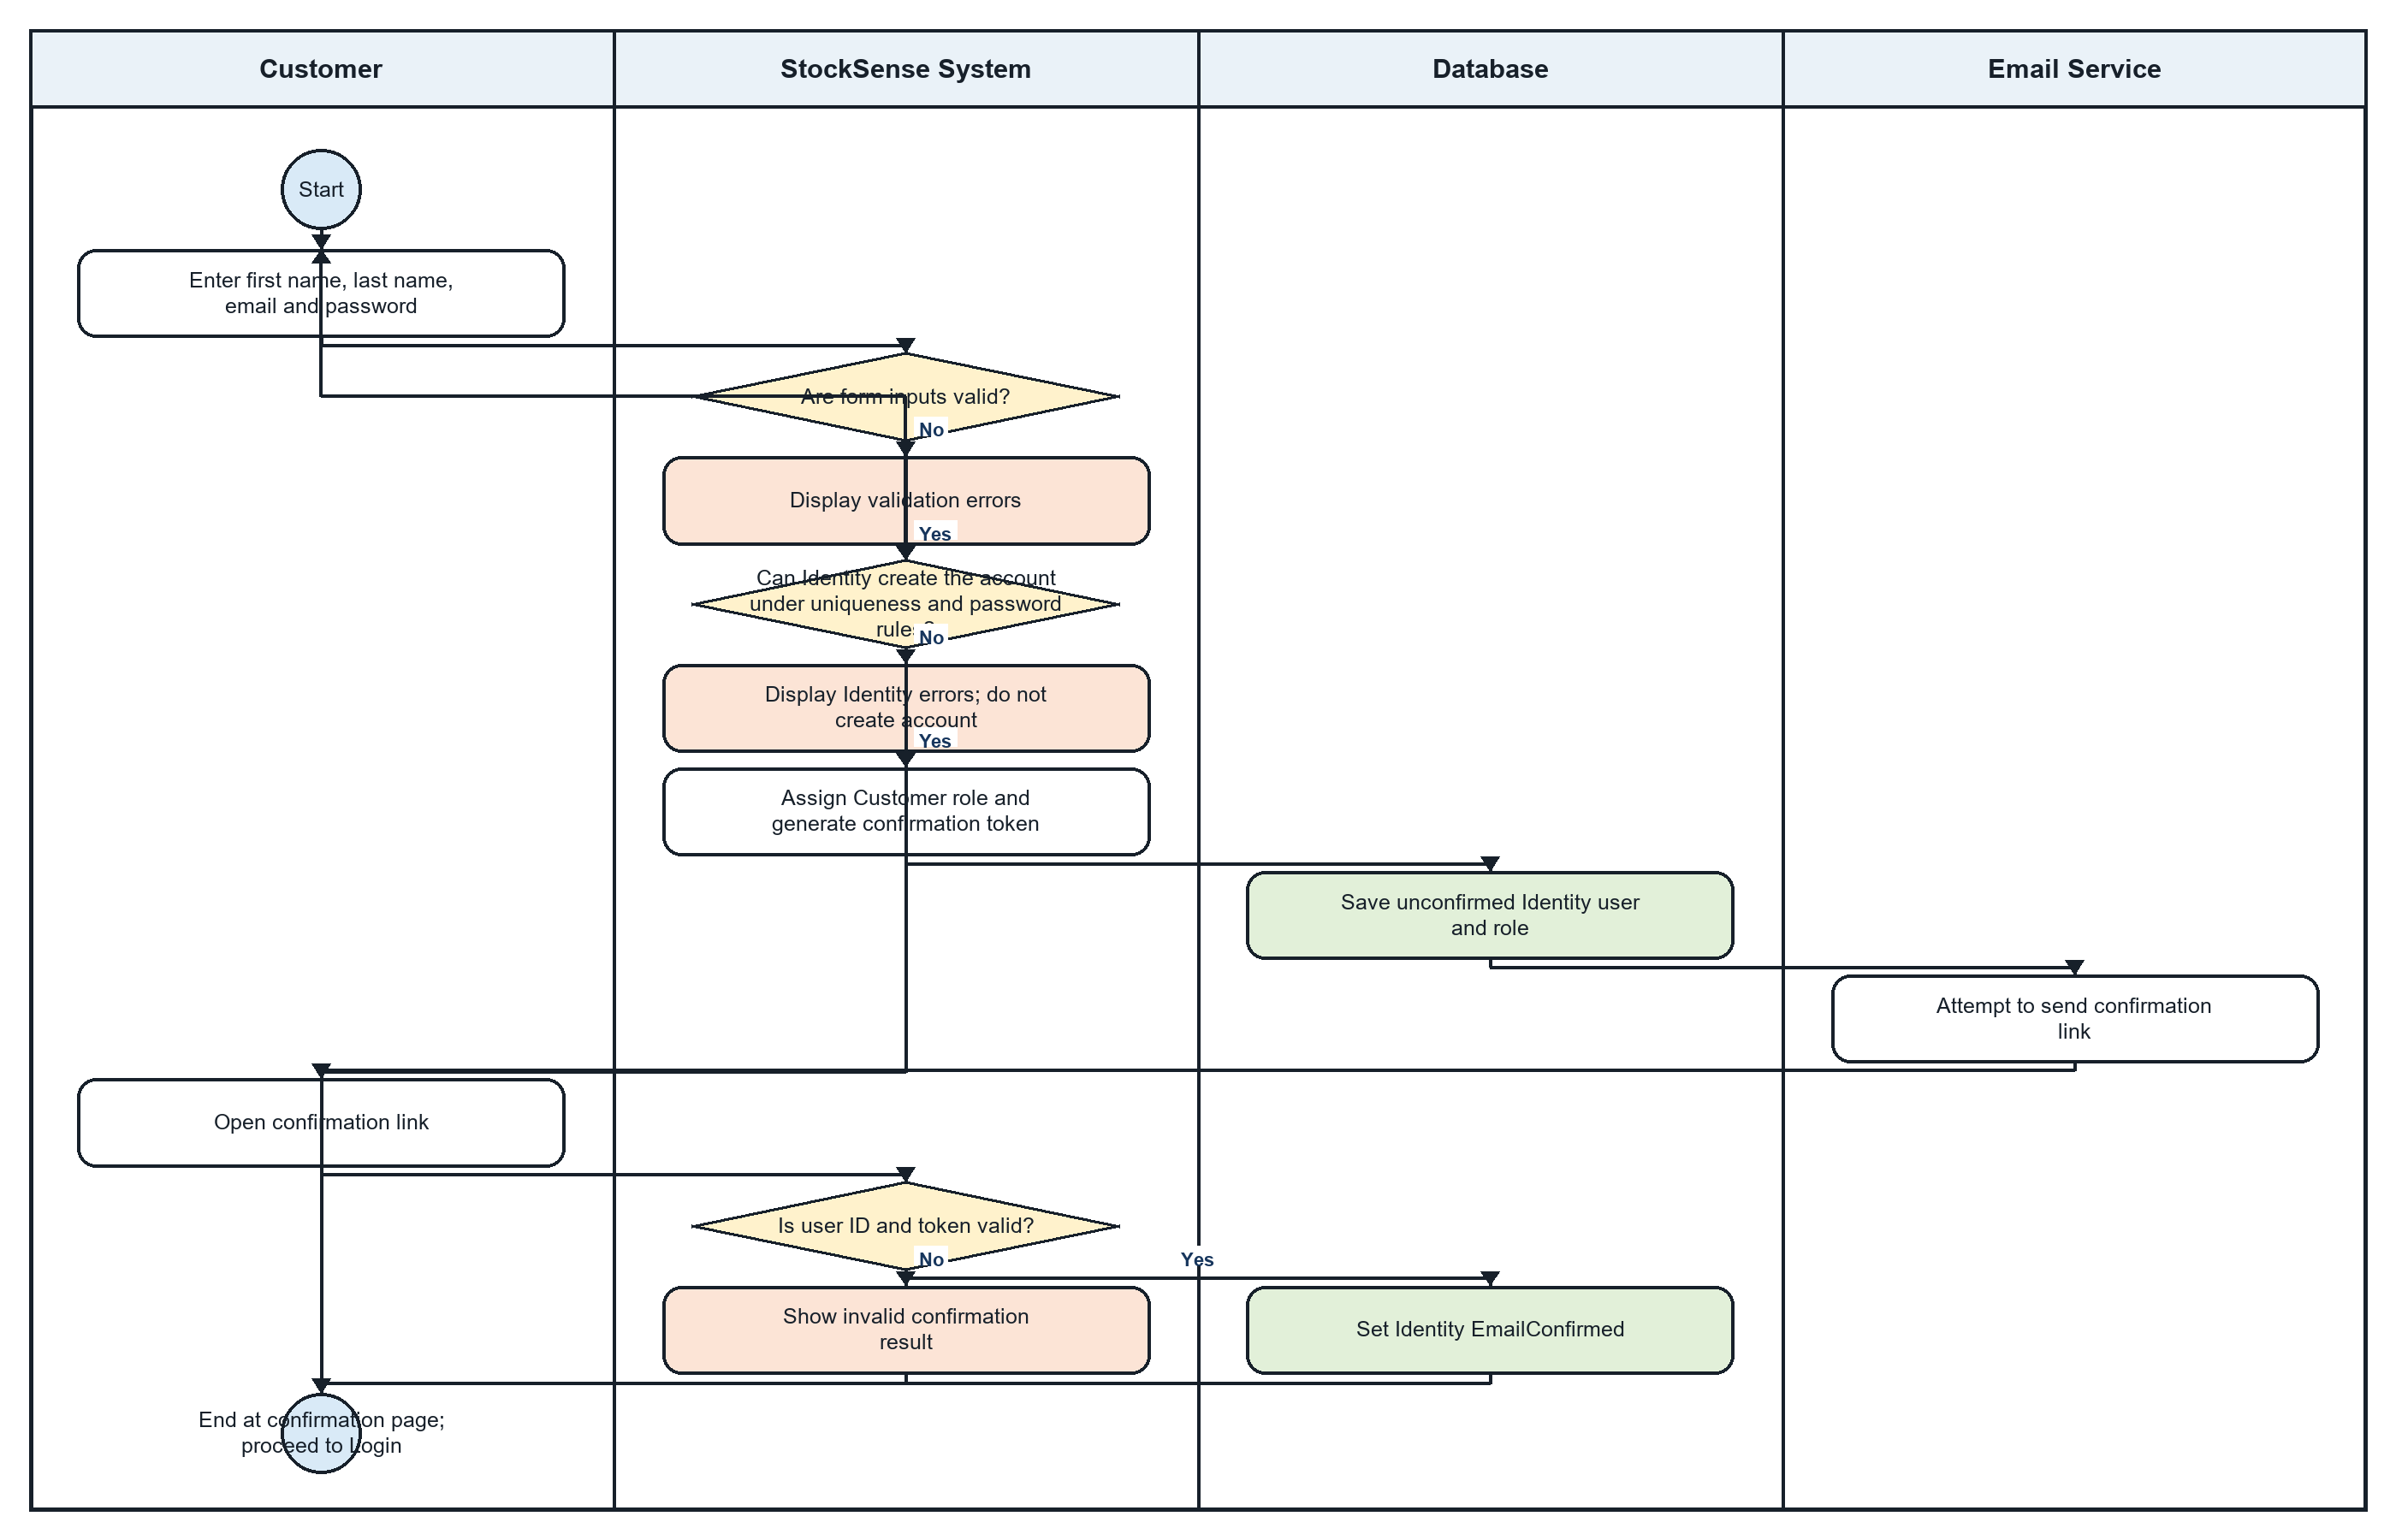 Customer
StockSense System
Database
Email Service
Start
Enter first name, last name,
email and password
Are form inputs valid?
No
Display validation errors
Yes
Can Identity create the account
under uniqueness and password
rules?
No
Display Identity errors; do not
create account
Yes
Assign Customer role and
generate confirmation token
Save unconfirmed Identity user
and role
Attempt to send confirmation
link
Open confirmation link
Is user ID and token valid?
No
Yes
Show invalid confirmation
result
Set Identity EmailConfirmed
End at confirmation page;
proceed to Login